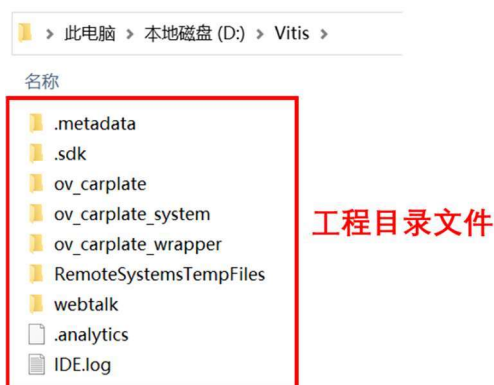 此电脑 > 本地磁盘 (D:) > Vitis >
名称
.metadata
.sdk
ov_carplate
ov_carplate_system
ov_carplate_wrapper
RemoteSystemsTempFiles
webtalk
.analytics
IDE.log
工程目录文件